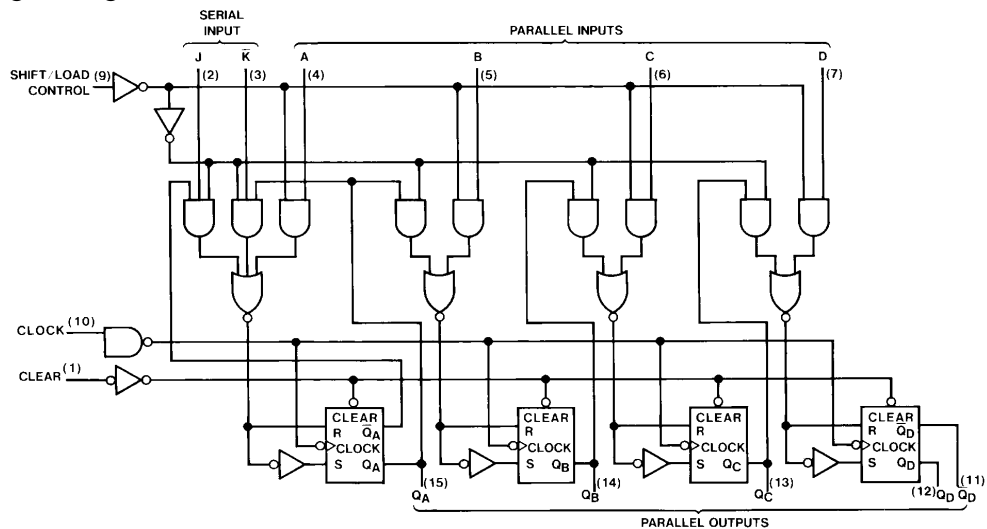 SERIAL
INPUT
PARALLEL INPUTS
J K̅ A B C D
SHIFT/LOAD (9) (2) (3) (4) (5) (6) (7)
CONTROL
CLOCK (10)
CLEAR (1)
CLEAR CLEAR CLEAR CLEAR
R Q̅A R R R Q̅D
CLOCK CLOCK CLOCK CLOCK
S QA S QB S QC S QD
(15) (14) (13) (12) (11)
QA QB QC QD Q̅D
PARALLEL OUTPUTS